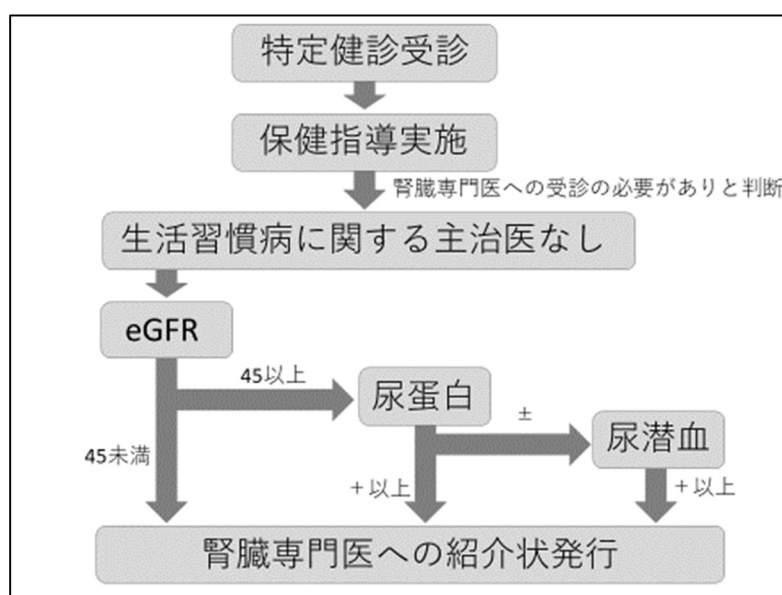 特定健診受診
保健指導実施
腎臓専門医への受診の必要がありと判断
生活習慣病に関する主治医なし
eGFR
45以上
尿蛋白
±
尿潜血
45未満
＋以上
＋以上
腎臓専門医への紹介状発行